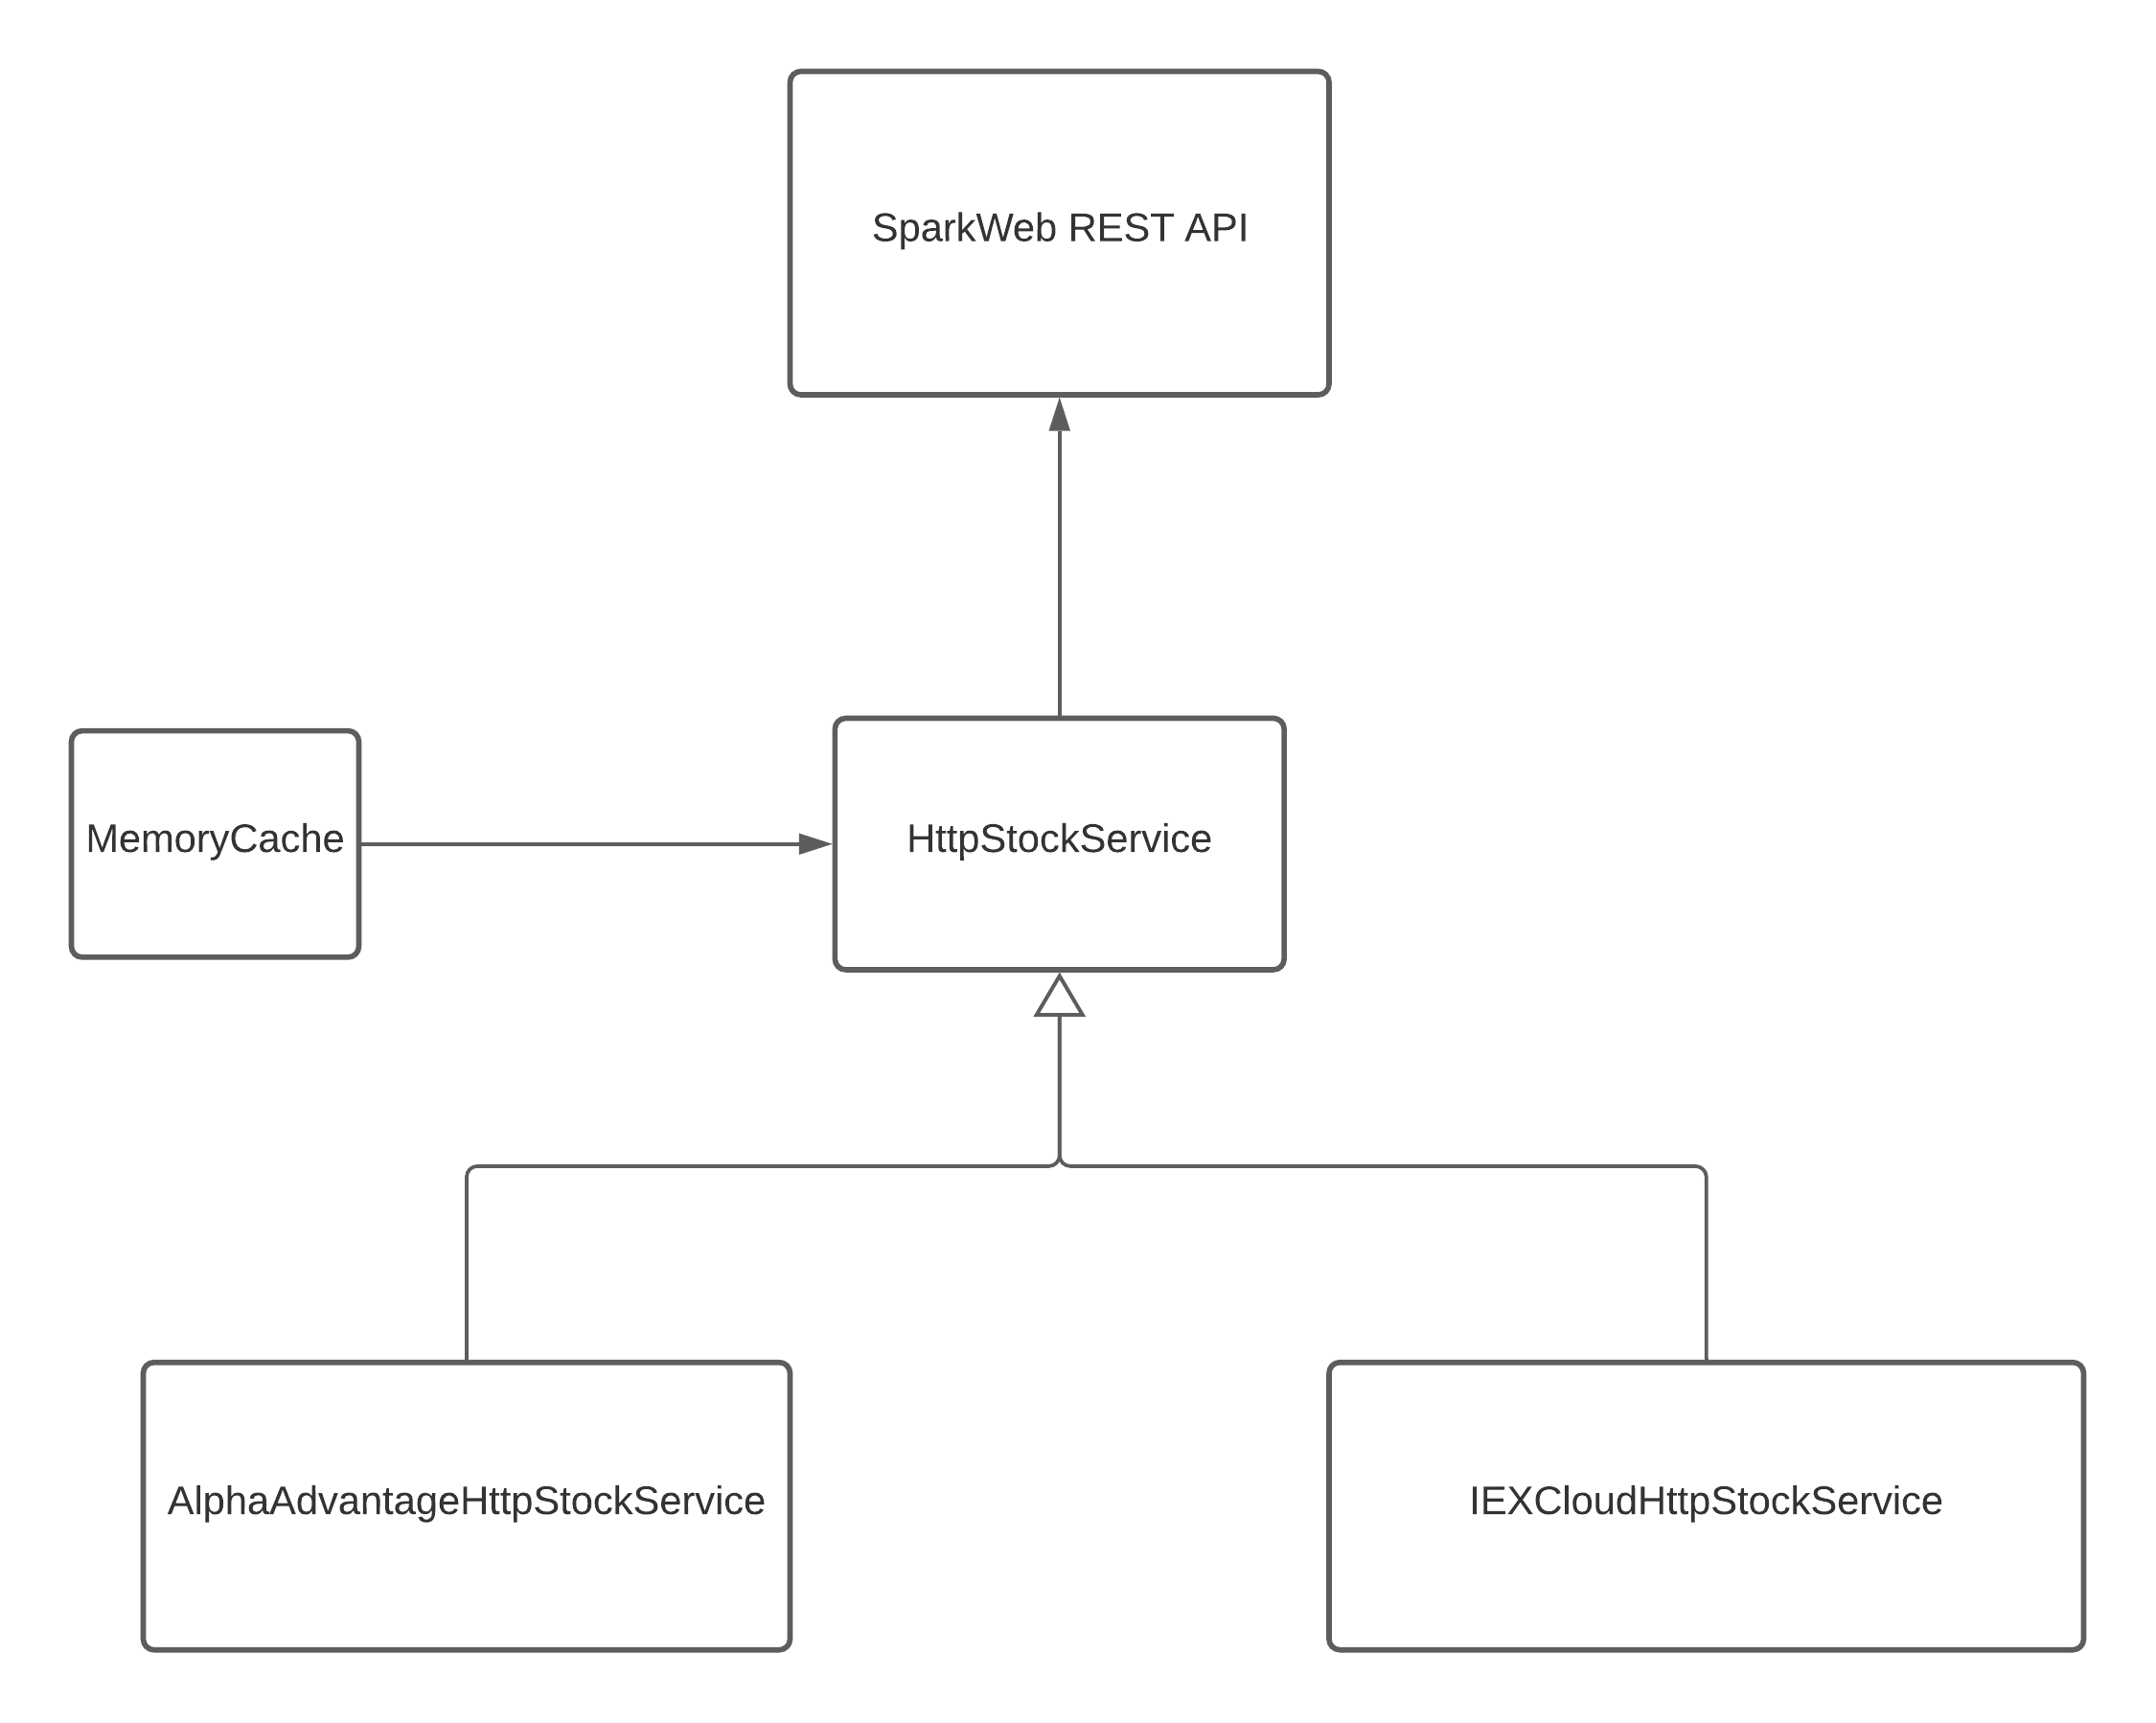 SparkWeb REST API
MemoryCache
HttpStockService
AlphaAdvantageHttpStockService
IEXCloudHttpStockService